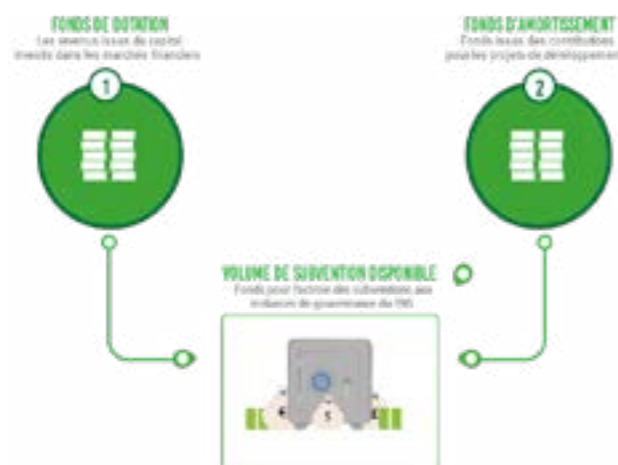 FONDS DE DOTATION
Les revenus issus du capital
investi dans les marchés financiers
1
FONDS D'AMORTISSEMENT
Fonds issus des contributions
pour les projets de développement
2
VOLUME DE SUBVENTION DISPONIBLE
Fonds pour l'octroi des subventions aux
instances de gouvernance du